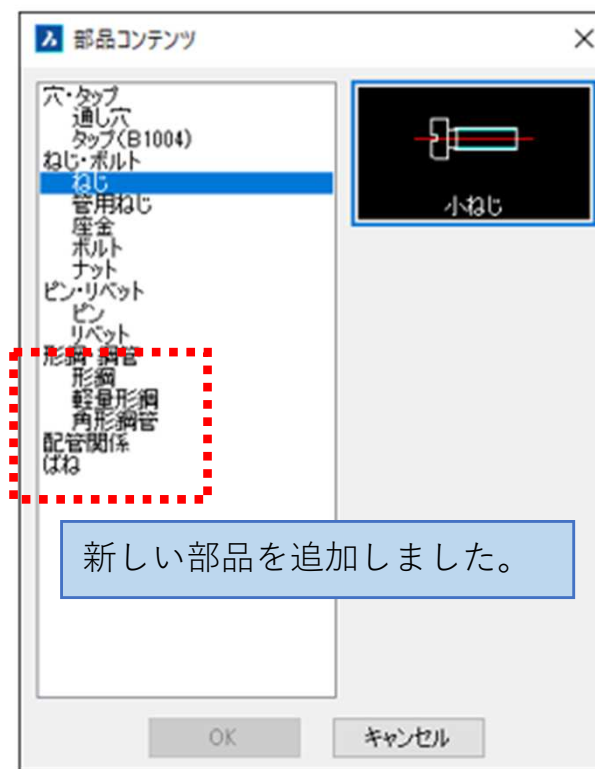 部品コンテンツ
穴・タップ
通し穴
タップ(B1004)
ねじ・ボルト
ねじ
管用ねじ
座金
ボルト
ナット
ピン・リベット
ピン
リベット
形鋼・鋼管
形鋼
軽量形鋼
角形鋼管
配管関係
ばね
小ねじ
新しい部品を追加しました。
OK
キャンセル